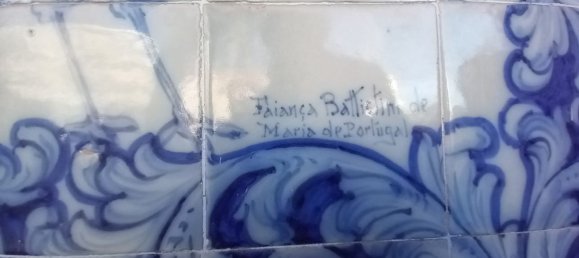 Faiança Battistini de
Maria de Portugal